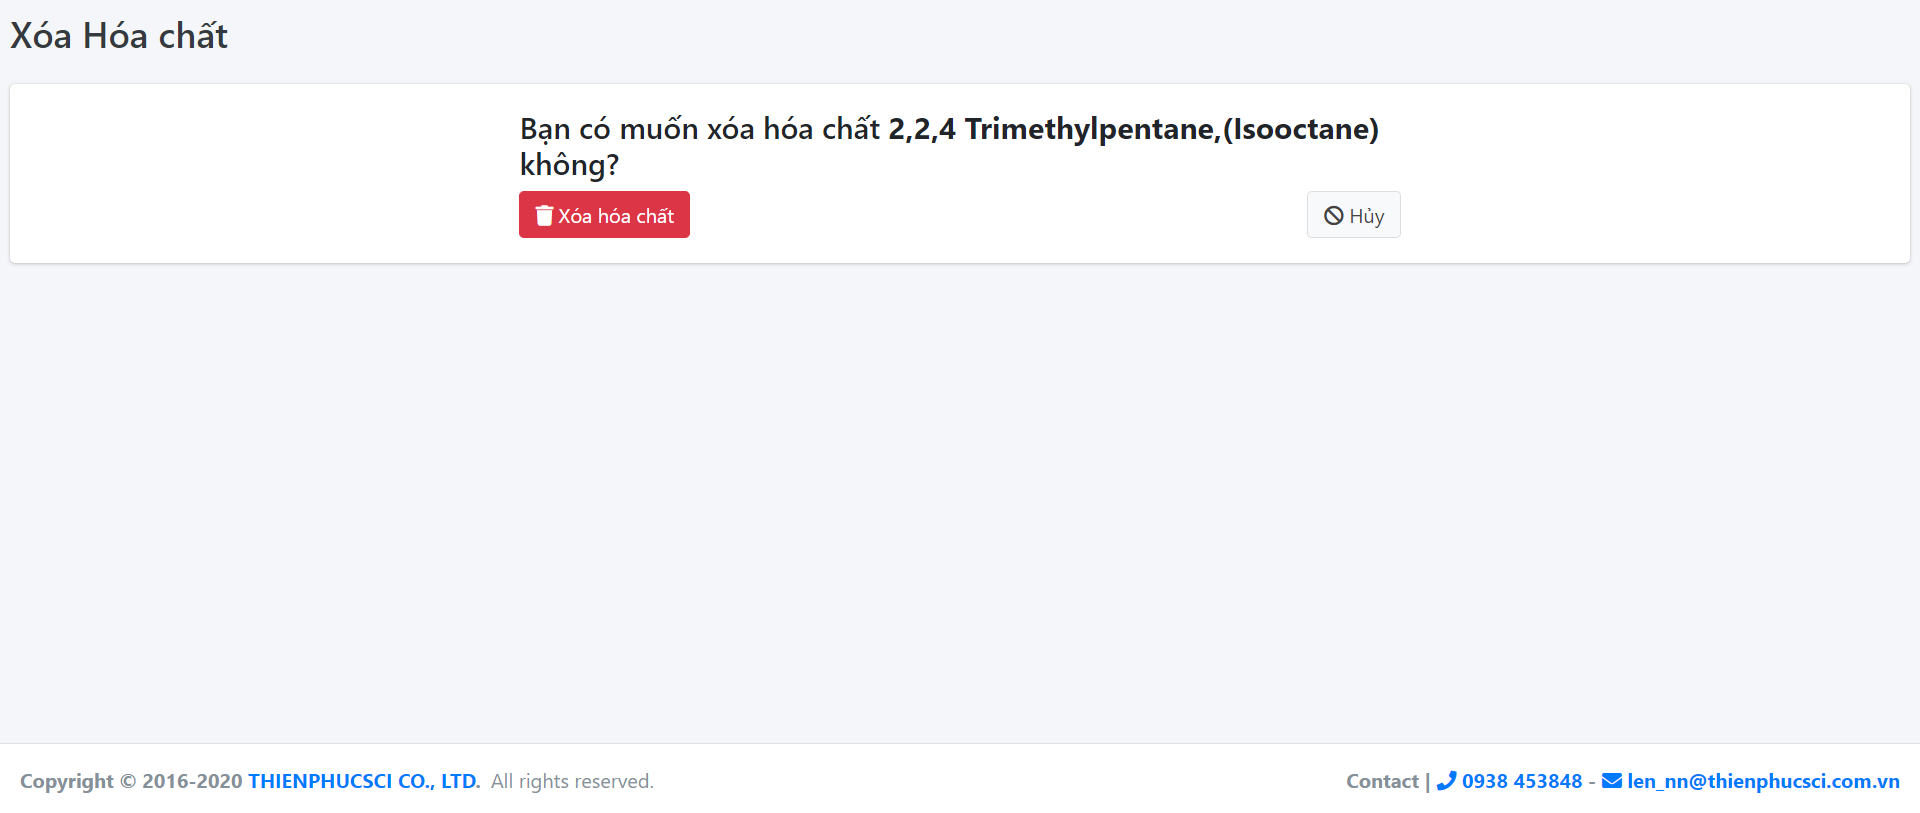 Xóa Hóa chất
Bạn có muốn xóa hóa chất 2,2,4 Trimethylpentane,(Isooctane)
không?
Xóa hóa chất
Hủy
Copyright © 2016-2020 THIENPHUCSCI CO., LTD. All rights reserved.
Contact | 0938 453848 - len_nn@thienphucsci.com.vn